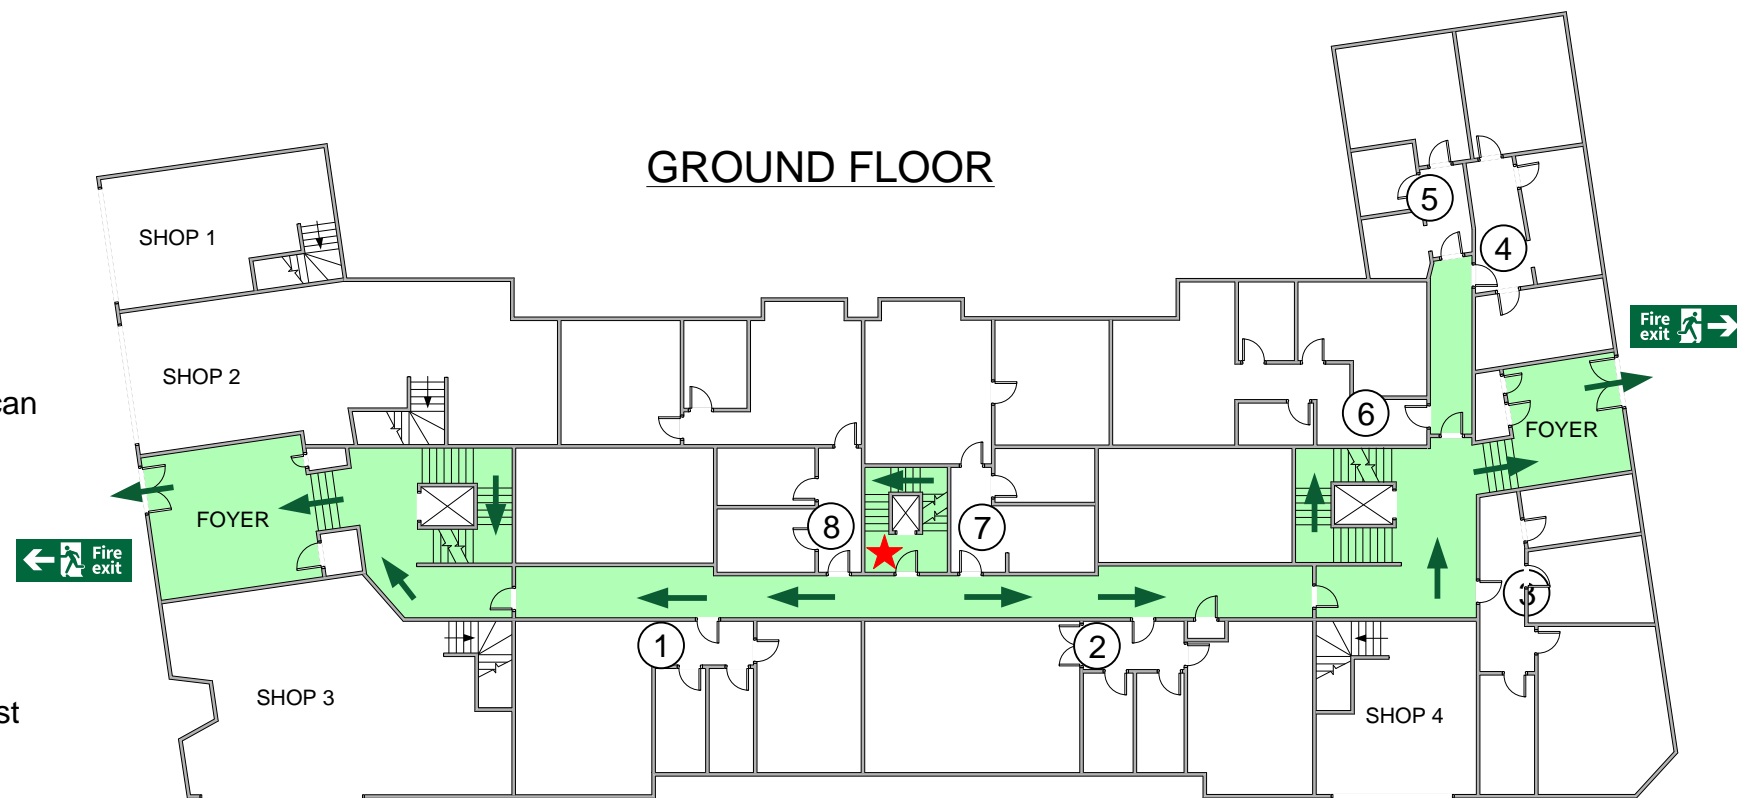 GROUND FLOOR
SHOP 1
5
4
Fire
exit
SHOP 2
can
6
FOYER
FOYER
8
7
Fire
exit
3
1
2
SHOP 3
SHOP 4
st